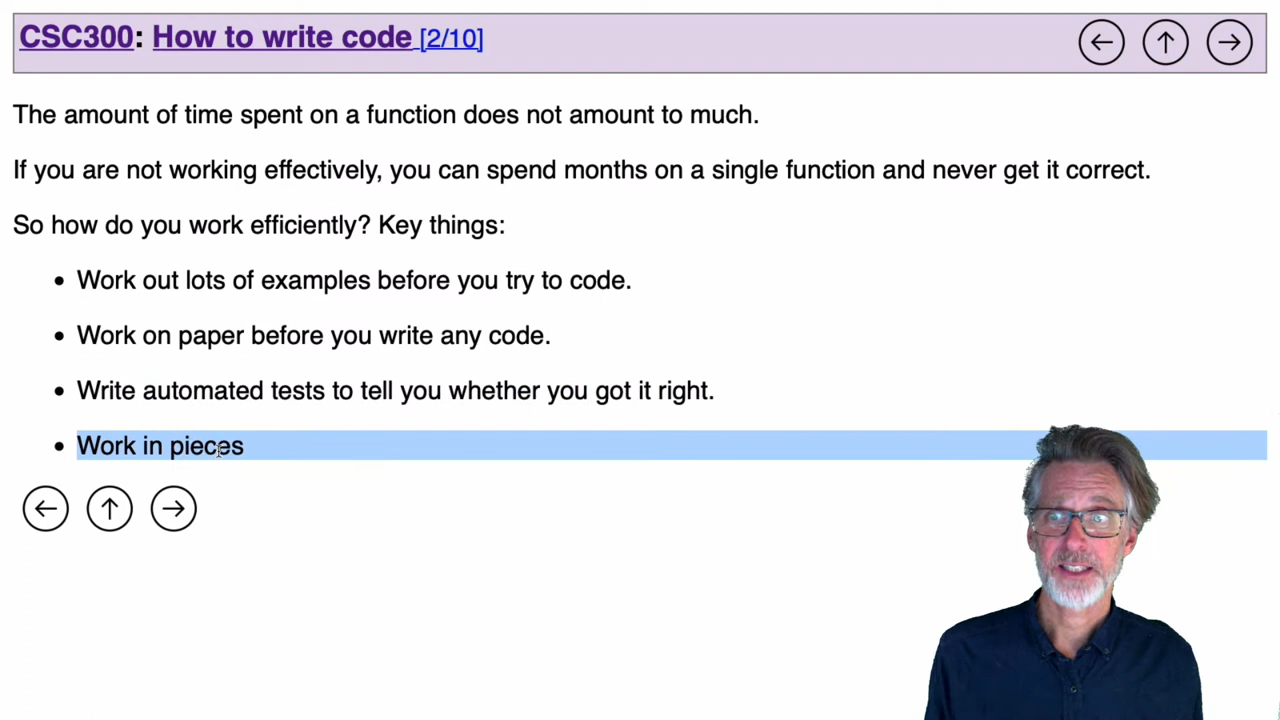 CSC300: How to write code [2/10]
The amount of time spent on a function does not amount to much.
If you are not working effectively, you can spend months on a single function and never get it correct.
So how do you work efficiently? Key things:
• Work out lots of examples before you try to code.
• Work on paper before you write any code.
• Write automated tests to tell you whether you got it right.
• Work in pieces